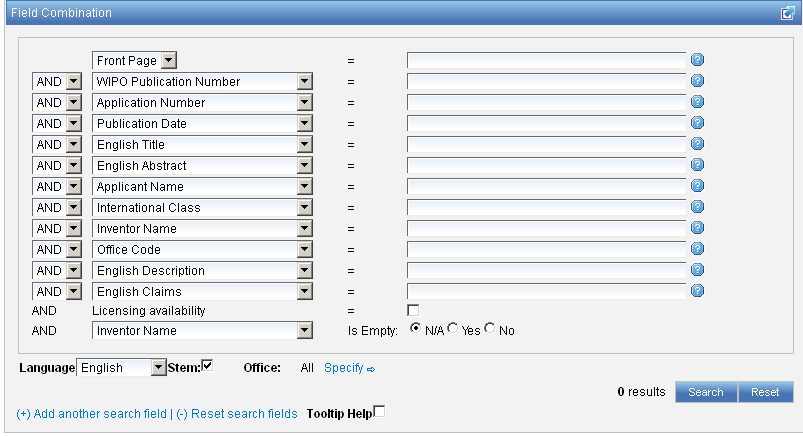 Field Combination
Front Page =
AND WIPO Publication Number =
AND Application Number =
AND Publication Date =
AND English Title =
AND English Abstract =
AND Applicant Name =
AND International Class =
AND Inventor Name =
AND Office Code =
AND English Description =
AND English Claims =
AND Licensing availability =
AND Inventor Name Is Empty: N/A Yes No
Language English Stem: Office: All Specify ⇨
0 results Search Reset
(+) Add another search field | (-) Reset search fields Tooltip Help